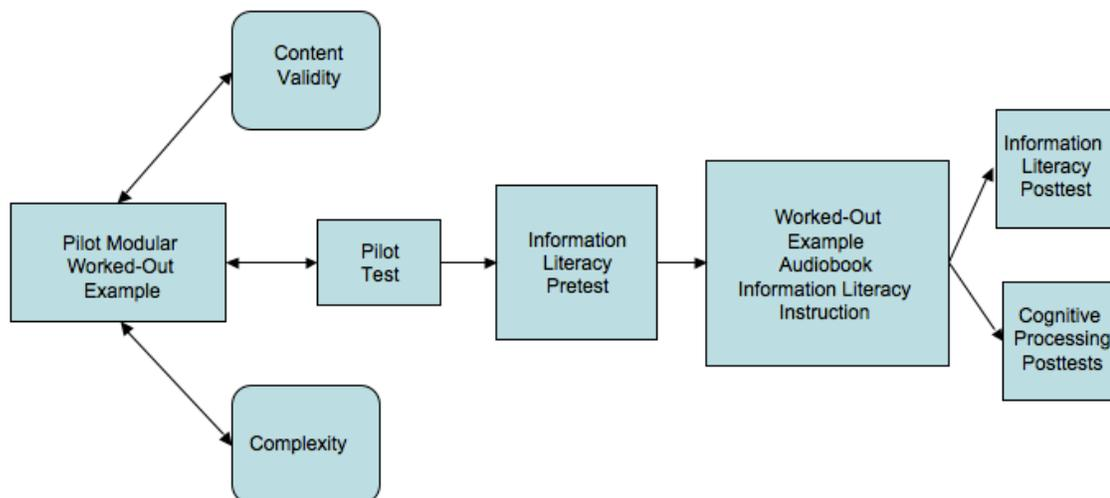 Content
Validity
Pilot Modular
Worked-Out
Example
Pilot
Test
Information
Literacy
Pretest
Worked-Out
Example
Audiobook
Information Literacy
Instruction
Information
Literacy
Posttest
Cognitive
Processing
Posttests
Complexity